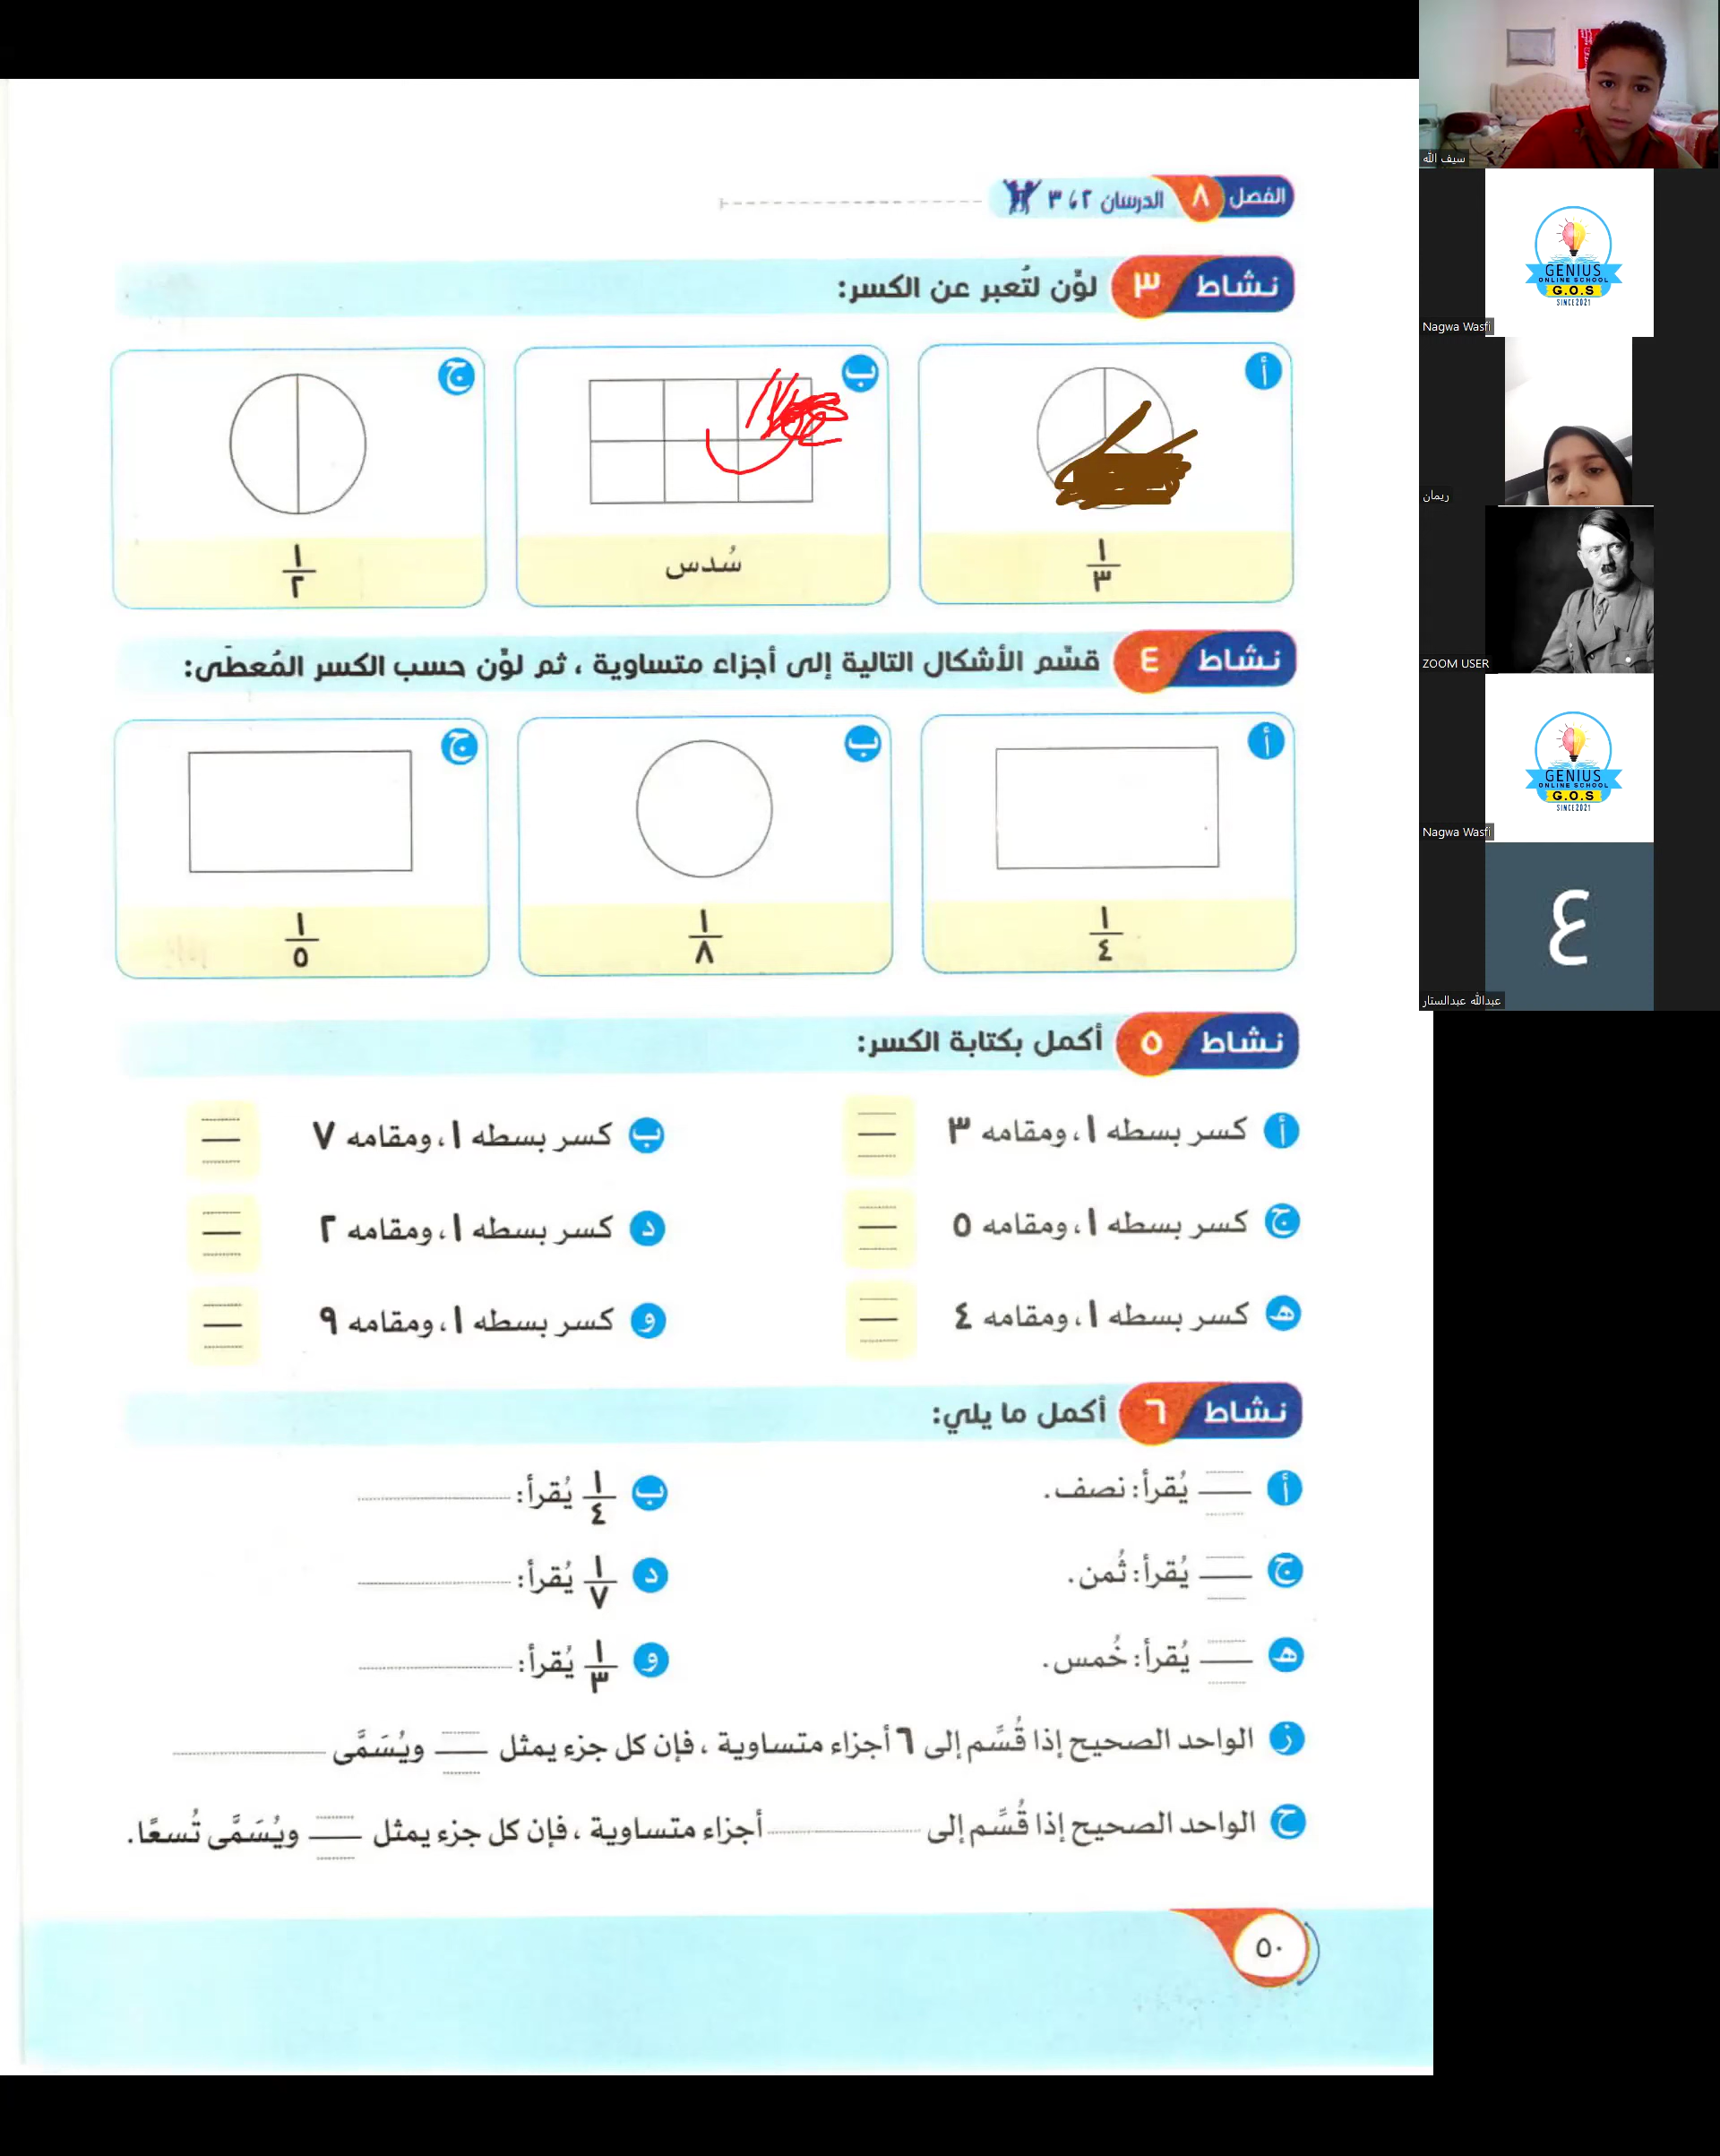 الفصل ٨ الدرسان ٢ ، ٣
نشاط ٣ لوِّن لتُعبر عن الكسر:
أ
١/٣
ب
سُدس
ج
١/٢
نشاط ٤ قسِّم الأشكال التالية إلى أجزاء متساوية ، ثم لوِّن حسب الكسر المُعطَى:
أ
١/٤
ب
١/٨
ج
١/٥
نشاط ٥ أكمل بكتابة الكسر:
أ كسر بسطه ١، ومقامه ٣
ب كسر بسطه ١، ومقامه ٧
ج كسر بسطه ١، ومقامه ٥
د كسر بسطه ١، ومقامه ٢
هـ كسر بسطه ١، ومقامه ٤
و كسر بسطه ١، ومقامه ٩
نشاط ٦ أكمل ما يلي:
أ يُقرأ: نصف.
ب ١/٤ يُقرأ:
ج يُقرأ: ثُمن.
د ١/٧ يُقرأ:
هـ يُقرأ: خُمس.
و ١/٣ يُقرأ:
ز الواحد الصحيح إذا قُسِّم إلى ٦ أجزاء متساوية ، فإن كل جزء يمثل ويُسَمَّى
ح الواحد الصحيح إذا قُسِّم إلى أجزاء متساوية ، فإن كل جزء يمثل ويُسَمَّى تُسعًا.
٥٠
سيف الله
GENIUS
ONLINE SCHOOL
G.O.S
SINCE 2021
Nagwa Wasfi
ريمان
ZOOM USER
GENIUS
ONLINE SCHOOL
G.O.S
SINCE 2021
Nagwa Wasfi
ع
عبدالله عبدالستار